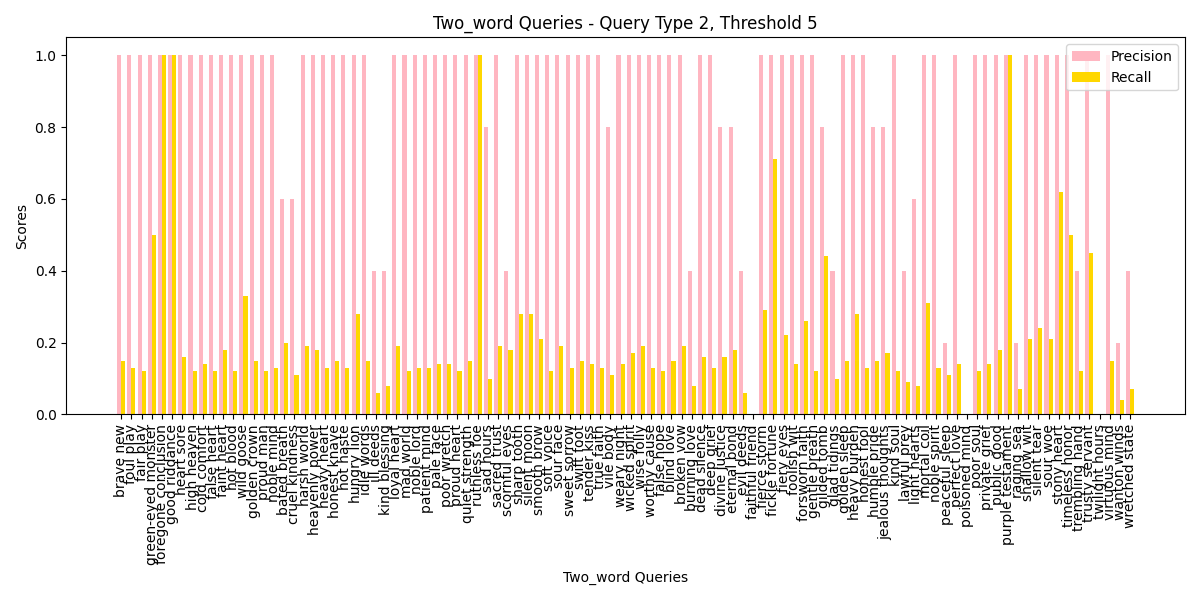 Two_word Queries - Query Type 2, Threshold 5
Precision
Recall
Scores
1.0
0.8
0.6
0.4
0.2
0.0
brave new
foul play
fair play
green-eyed monster
foregone conclusion
good riddance
heart sore
high heaven
cold comfort
fake heart
faint heart
hot blood
wild goose
golden crown
proud man
noble mind
bated breath
cruel kindness
harsh world
heavenly power
heavy heart
honest knave
hot haste
hungry lion
idle words
ill deeds
kind blessing
loyal heart
mad world
noble lord
patient mind
pale face
poor wretch
proud heart
quiet strength
ruthless foe
sad hours
sacred trust
scornful eyes
sharp tooth
silent moon
smooth brow
soft voice
sour face
sweet sorrow
swift foot
tender kiss
true faith
vile body
weary night
wicked spirit
wise folly
worthy cause
false hope
blind love
broken vow
burning love
dead silence
deep grief
divine justice
eternal bond
evil deed
faithful friend
fierce storm
fickle fortune
fiery eyes
foolish wit
forsworn faith
gentle breath
gilded tomb
glad tidings
golden sleep
heavy burden
honest fool
humble pride
jealous thoughts
kind soul
lawful prey
light hearts
mortal coil
noble spirit
peaceful sleep
perfect love
poisoned mind
poor soul
private grief
public good
purple testament
raging sea
shallow wit
silent tear
sour woe
stony heart
timeless honor
trembling hand
trusty servant
twilight hours
virtuous mind
wanton wind
wretched state
Two_word Queries